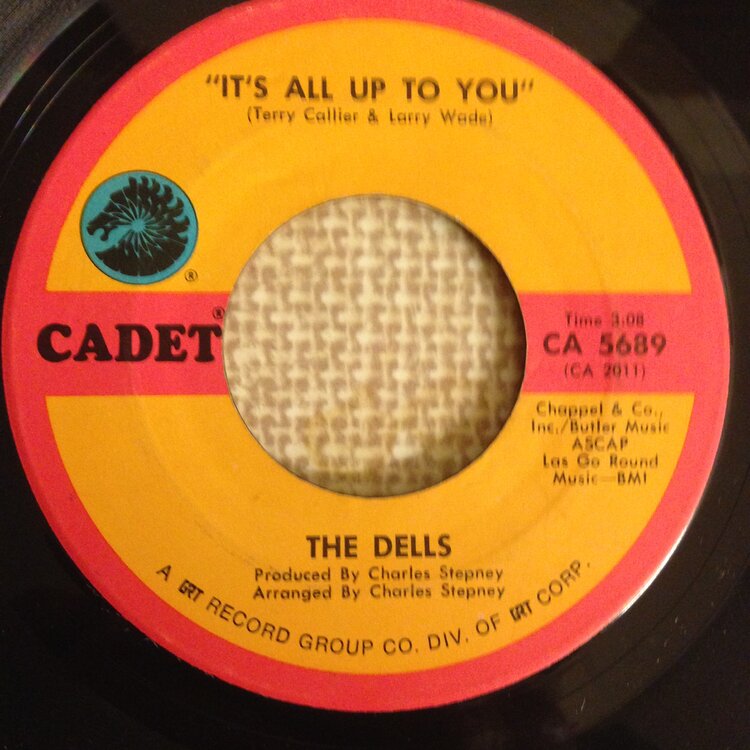 "IT'S ALL UP TO YOU"
(Terry Callier & Larry Wade)
®
CADET®
Time 3:08
CA 5689
(CA 2011)
Chappel & Co.,
Inc./Butler Music
ASCAP
Las Go Round
Music—BMI
THE DELLS
Produced By Charles Stepney
Arranged By Charles Stepney
A GRT RECORD GROUP CO. DIV. OF GRT CORP.